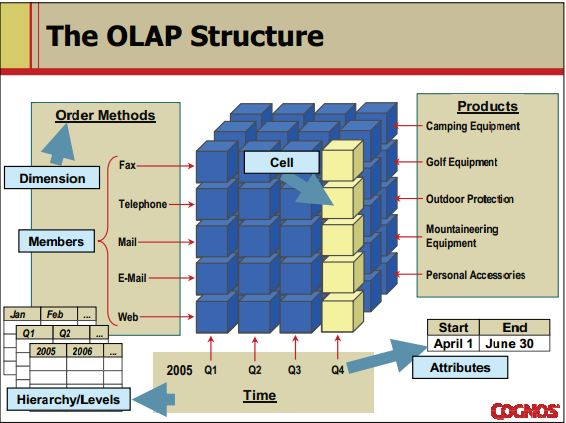 The OLAP Structure
Order Methods
Dimension
Members
Fax
Telephone
Mail
E-Mail
Web
Cell
Products
Camping Equipment
Golf Equipment
Outdoor Protection
Mountaineering
Equipment
Personal Accessories
Jan Feb ...
Q1 Q2 ...
2005 2006 ...
Hierarchy/Levels
2005 Q1 Q2 Q3 Q4
Time
Start End
April 1 June 30
Attributes
COGNOS